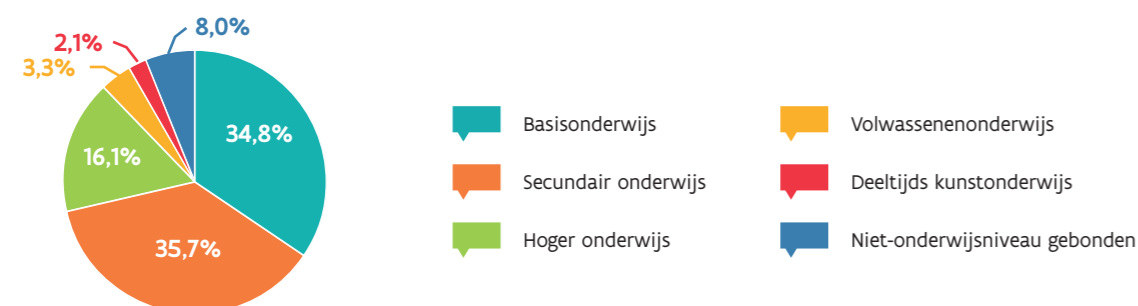 8,0%
2,1%
3,3%
34,8%
16,1%
35,7%
Basisonderwijs
Secundair onderwijs
Hoger onderwijs
Volwassenenonderwijs
Deeltijds kunstonderwijs
Niet-onderwijsniveau gebonden